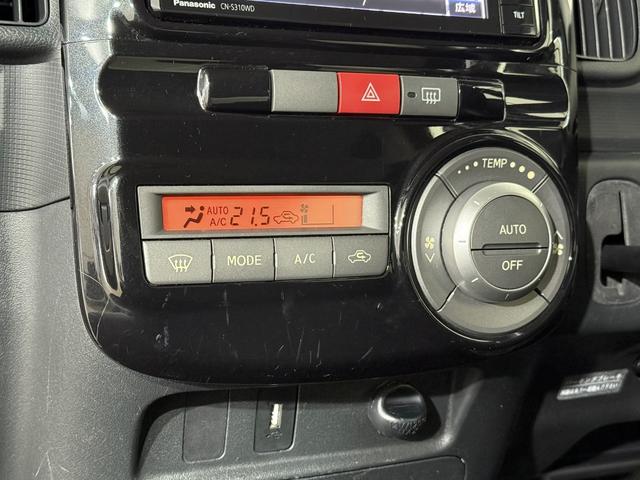 Panasonic CN-S310WD
広域
TILT
TEMP
AUTO
A/C 21.5
AUTO
OFF
MODE
A/C